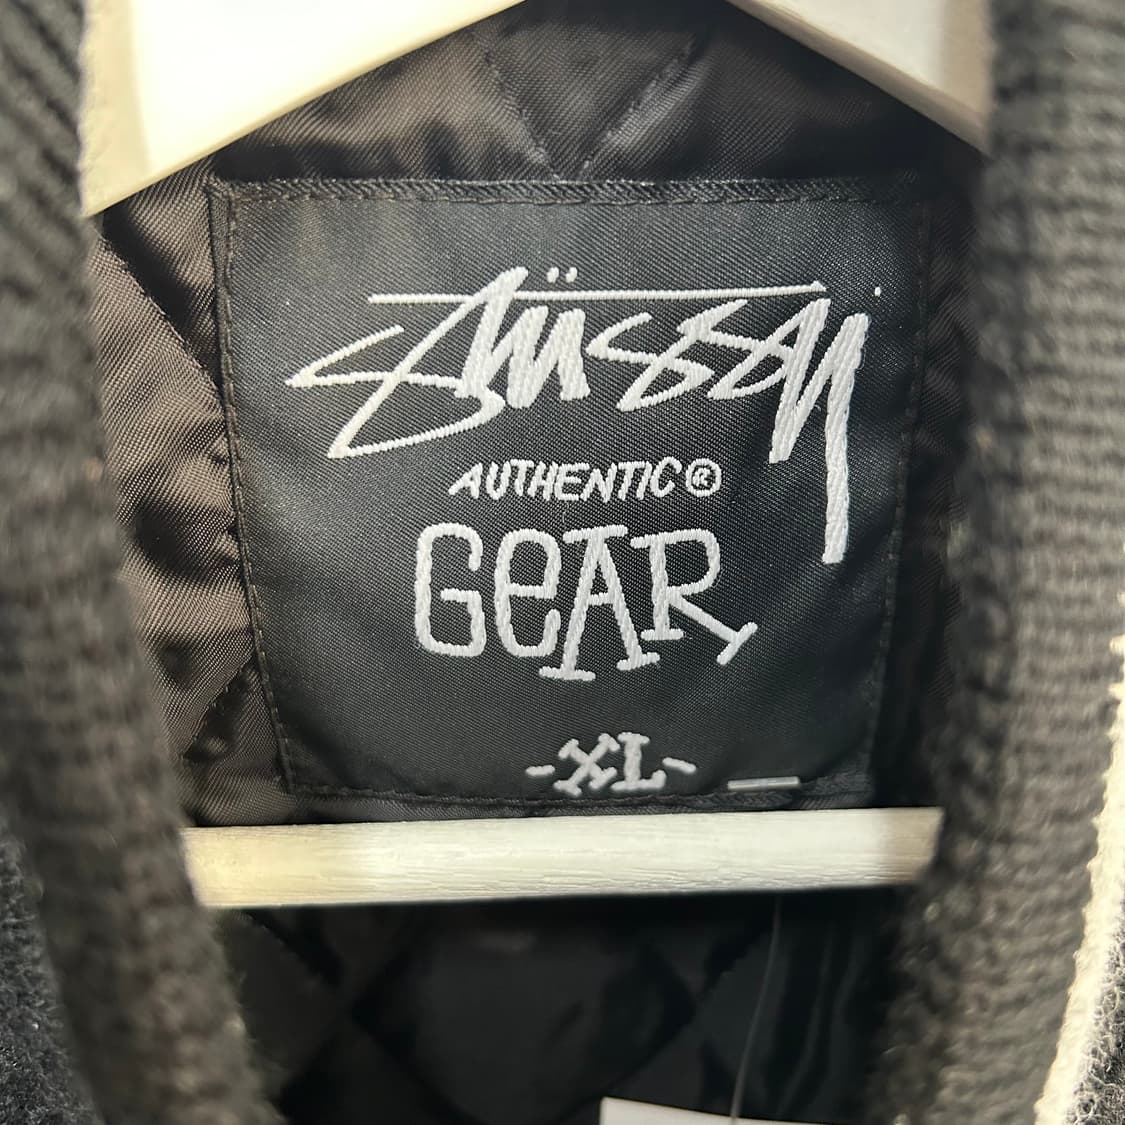 Stüssy
AUTHENTIC®
GeAR
-XL-